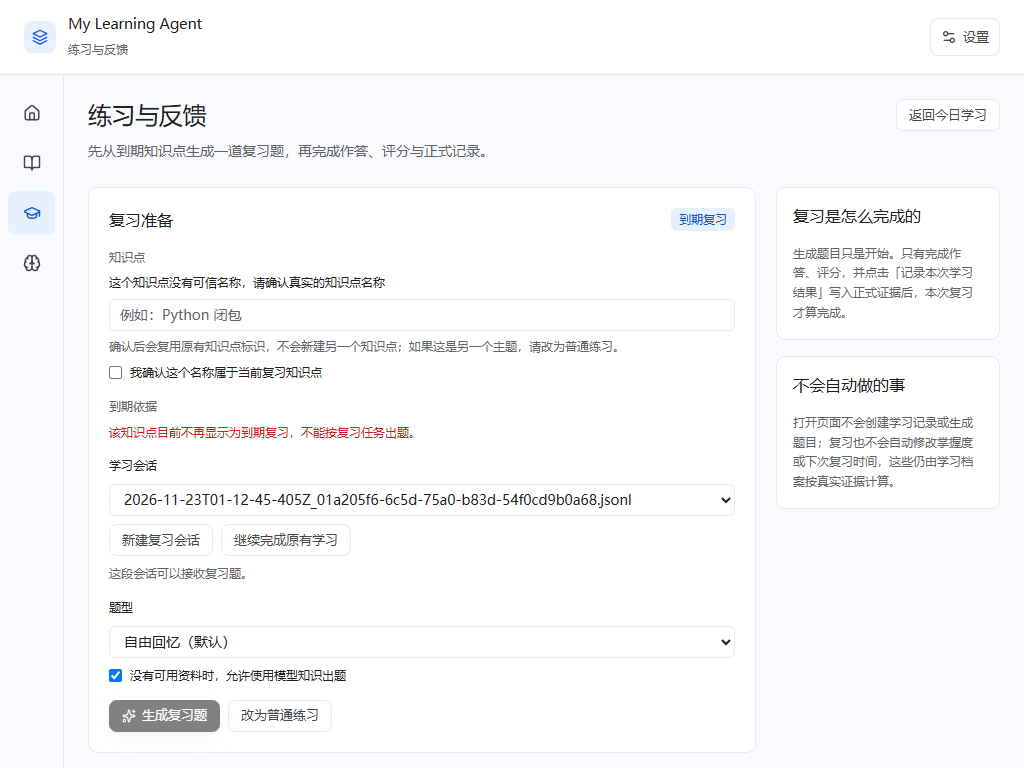 My Learning Agent
练习与反馈
设置
练习与反馈
返回今日学习
先从到期知识点生成一道复习题，再完成作答、评分与正式记录。
复习准备
到期复习
知识点
这个知识点没有可信名称，请确认真实的知识点名称
例如：Python 闭包
确认后会复用原有知识点标识，不会新建另一个知识点；如果这是另一个主题，请改为普通练习。
我确认这个名称属于当前复习知识点
到期依据
该知识点目前不再显示为到期复习，不能按复习任务出题。
学习会话
2026-11-23T01-12-45-405Z_01a205f6-6c5d-75a0-b83d-54f0cd9b0a68.jsonl
新建复习会话
继续完成原有学习
这段会话可以接收复习题。
题型
自由回忆（默认）
没有可用资料时，允许使用模型知识出题
生成复习题
改为普通练习
复习是怎么完成的
生成题目只是开始。只有完成作
答、评分，并点击「记录本次学习
结果」写入正式证据后，本次复习
才算完成。
不会自动做的事
打开页面不会创建学习记录或生成
题目；复习也不会自动修改掌握度
或下次复习时间，这些仍由学习档
案按真实证据计算。